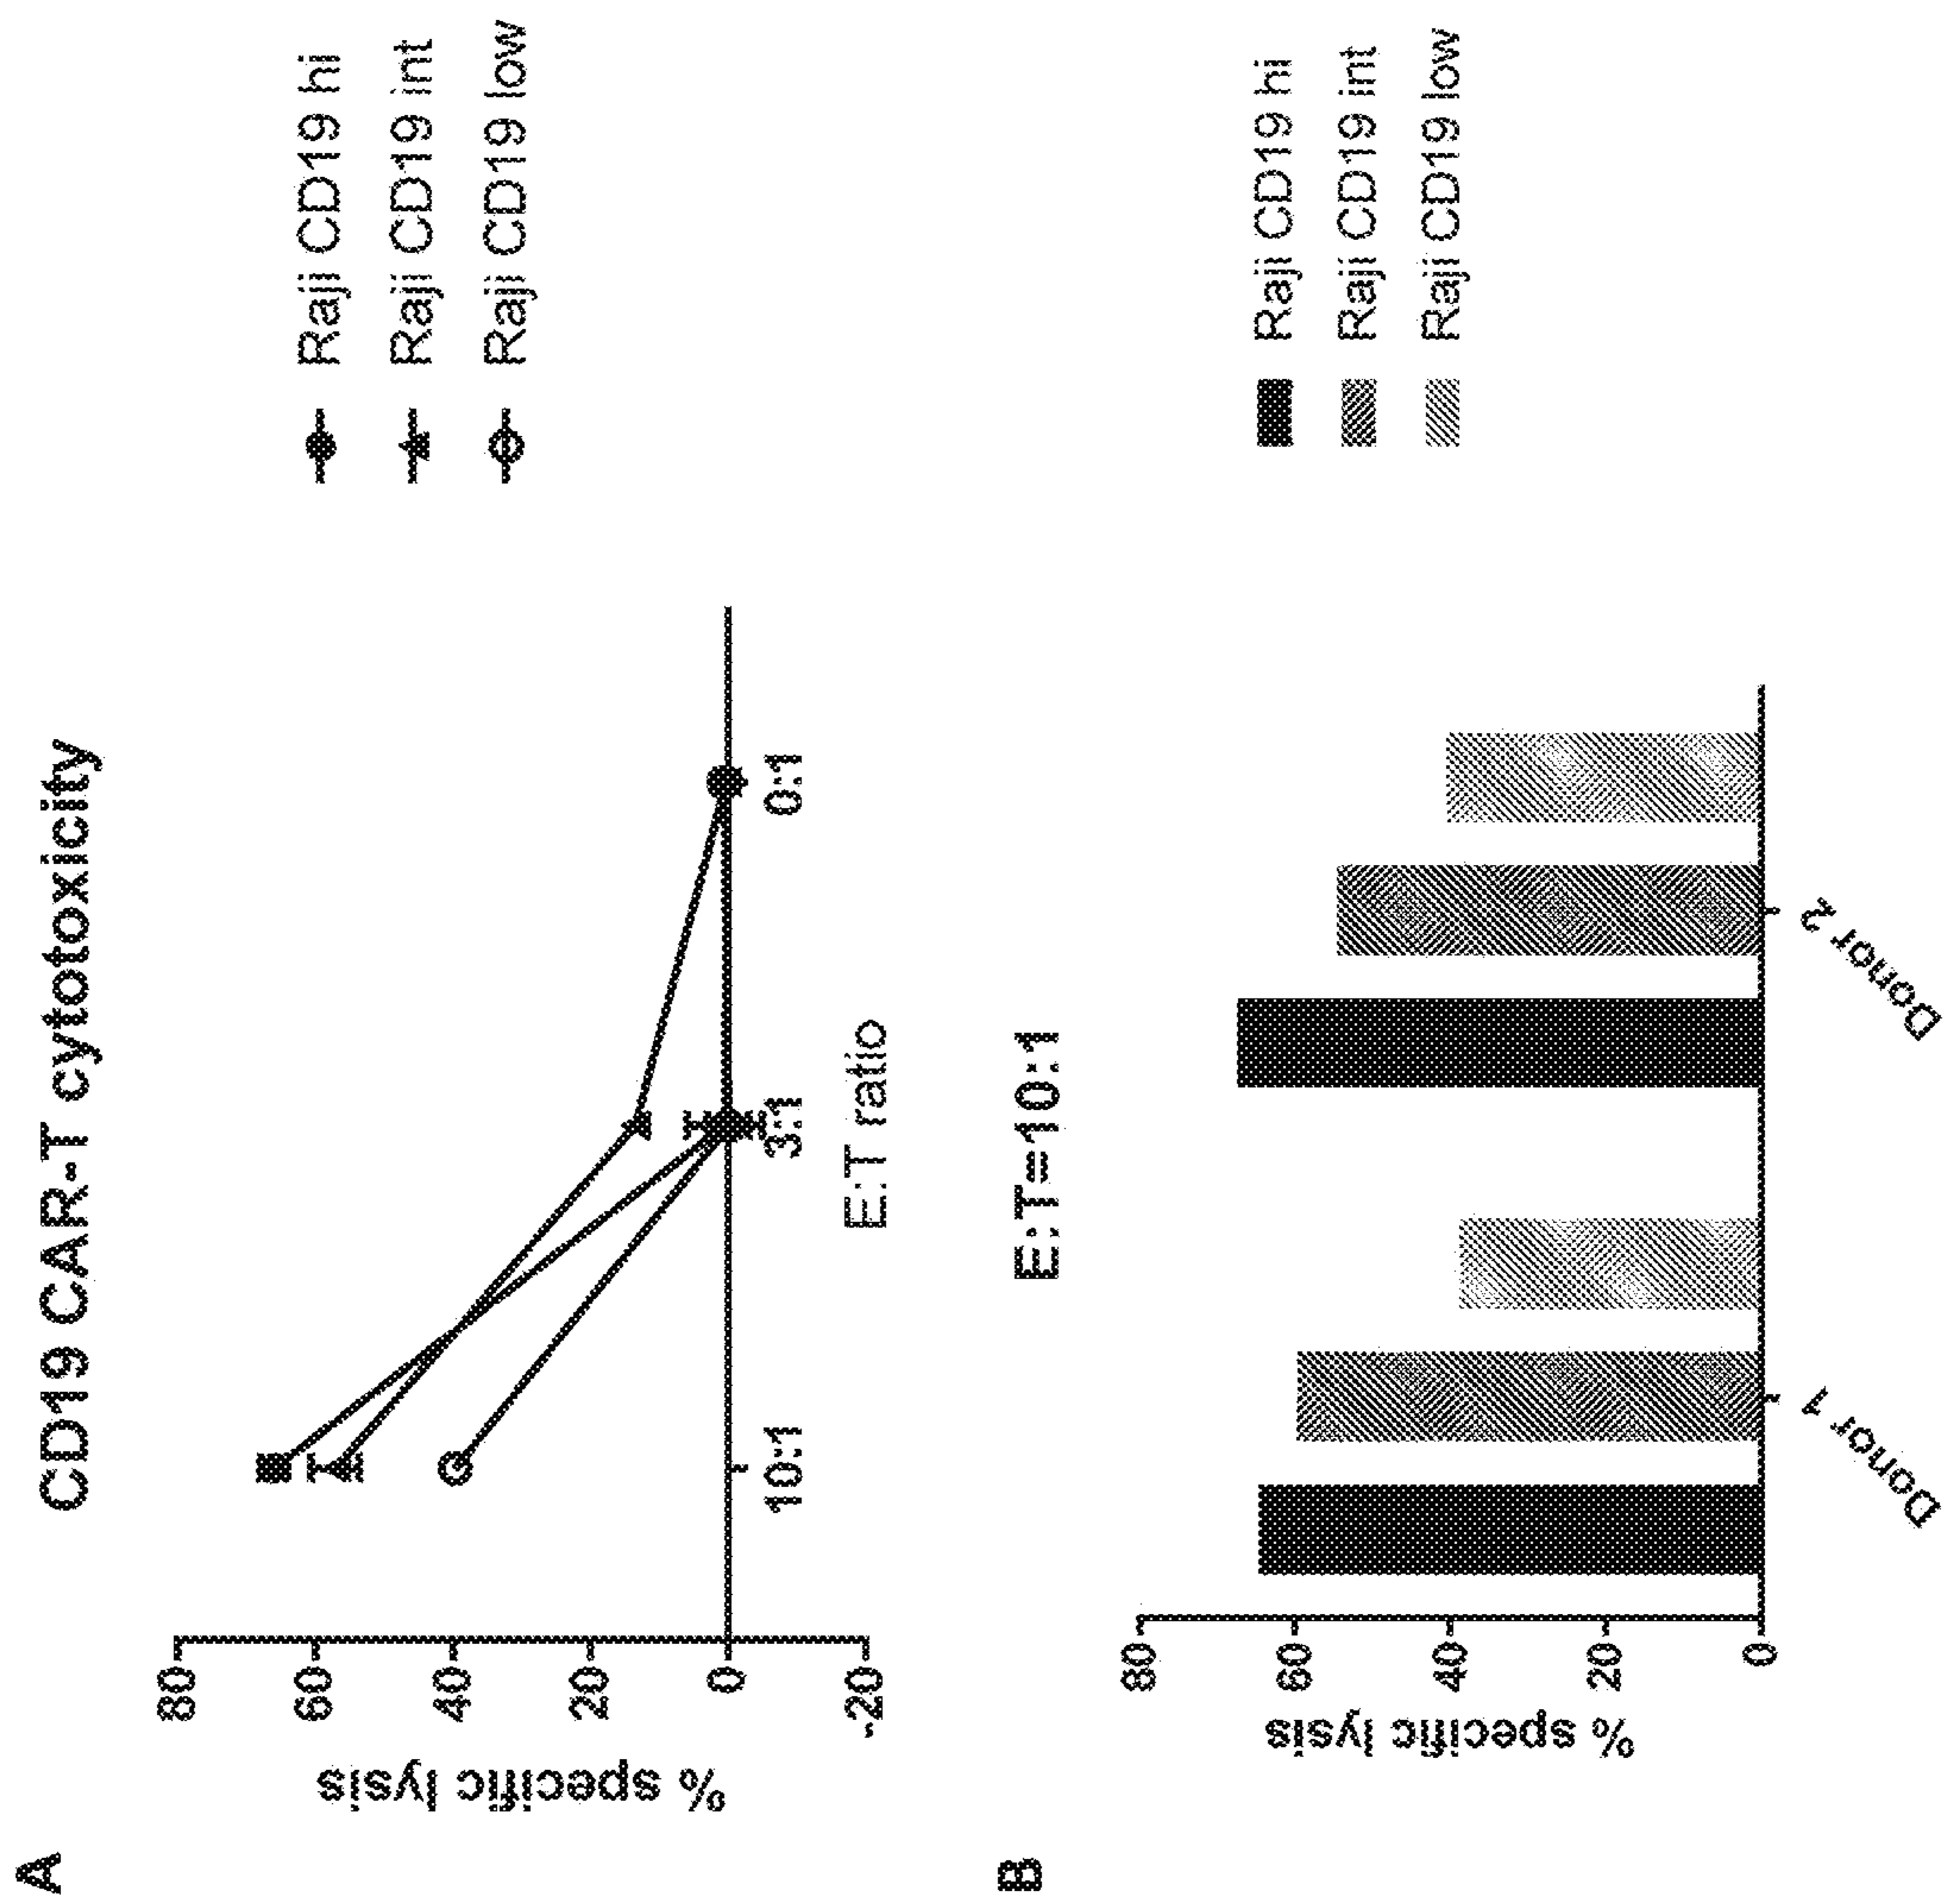 A
CD19 CAR-T cytotoxicity
% specific lysis
80
60
40
20
0
-20
10:1
3:1
0:1
E:T ratio
Raji CD19 hi
Raji CD19 int
Raji CD19 low
B
E:T=10:1
% specific lysis
80
60
40
20
0
Donor 1
Donor 2
Raji CD19 hi
Raji CD19 int
Raji CD19 low